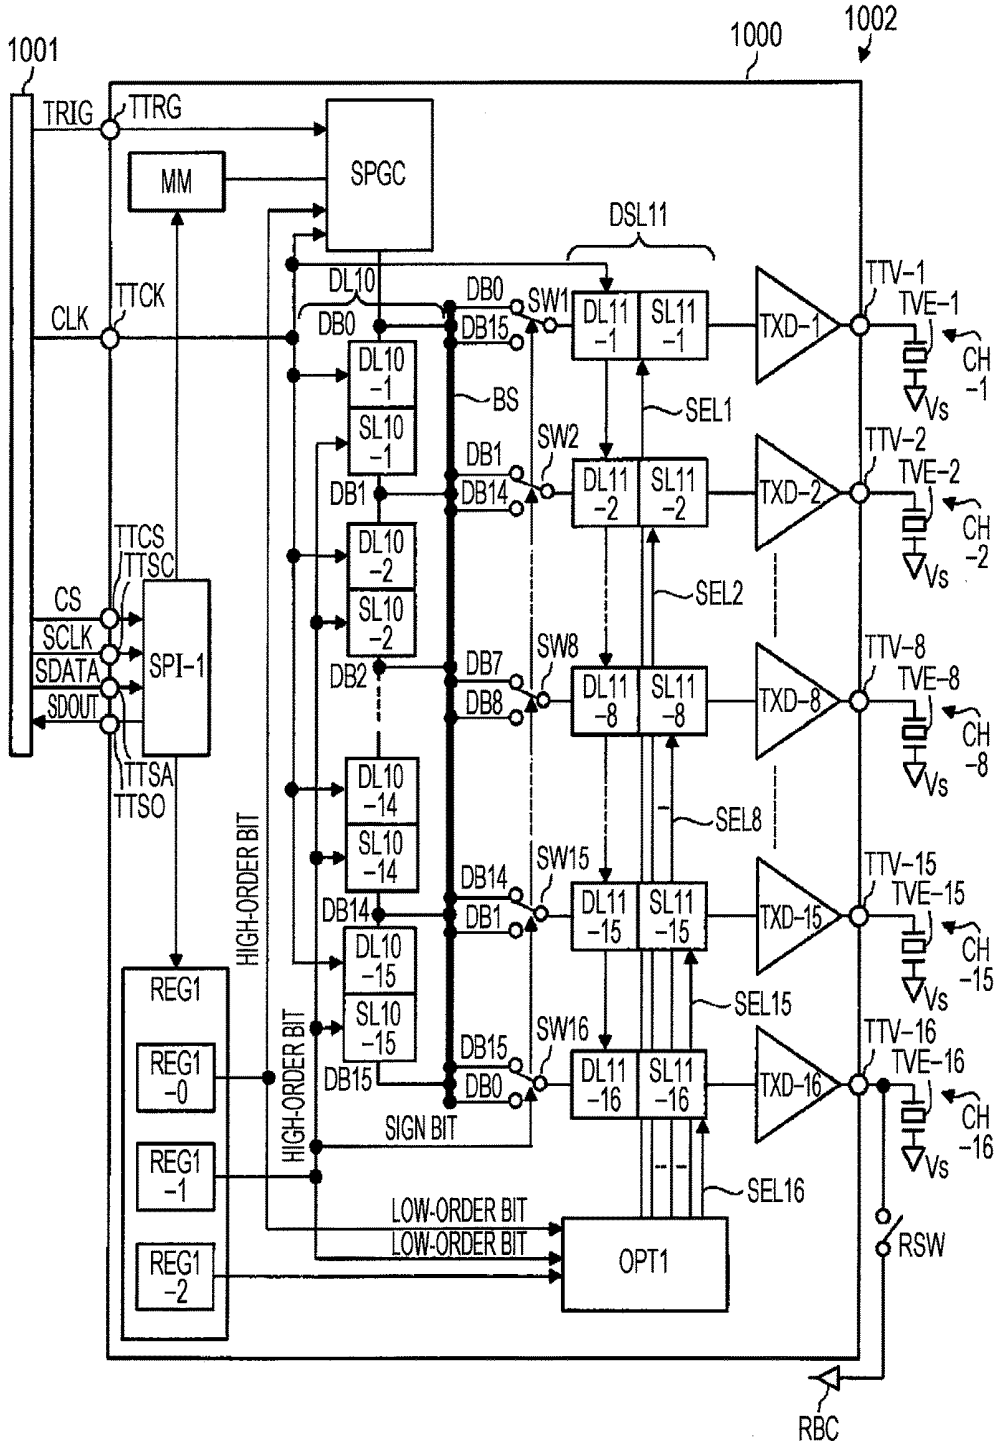 1001
1000
1002
TRIG
TTRG
MM
SPGC
DSL11
CLK
TTCK
DL10
DB0
DB0
DB15
SW1
DL11
-1
SL11
-1
TXD-1
TTV-1
TVE-1
CH
-1
Vs
DL10
-1
SL10
-1
BS
SEL1
DB1
DB1
DB14
SW2
DL11
-2
SL11
-2
TXD-2
TTV-2
TVE-2
CH
-2
Vs
DL10
-2
SL10
-2
SEL2
TTCS
TTSC
CS
SCLK
SDATA
SDOUT
SPI-1
TTSA
TTSO
DB2
DB7
DB8
SW8
DL11
-8
SL11
-8
TXD-8
TTV-8
TVE-8
CH
-8
Vs
DL10
-14
SL10
-14
SEL8
HIGH-ORDER BIT
DB14
DB14
DB1
SW15
DL11
-15
SL11
-15
TXD-15
TTV-15
TVE-15
CH
-15
Vs
DL10
-15
SL10
-15
SEL15
REG1
REG1
-0
HIGH-ORDER BIT
DB15
DB15
DB0
SW16
DL11
-16
SL11
-16
TXD-16
TTV-16
TVE-16
CH
-16
Vs
SIGN BIT
REG1
-1
SEL16
LOW-ORDER BIT
LOW-ORDER BIT
REG1
-2
OPT1
RSW
RBC